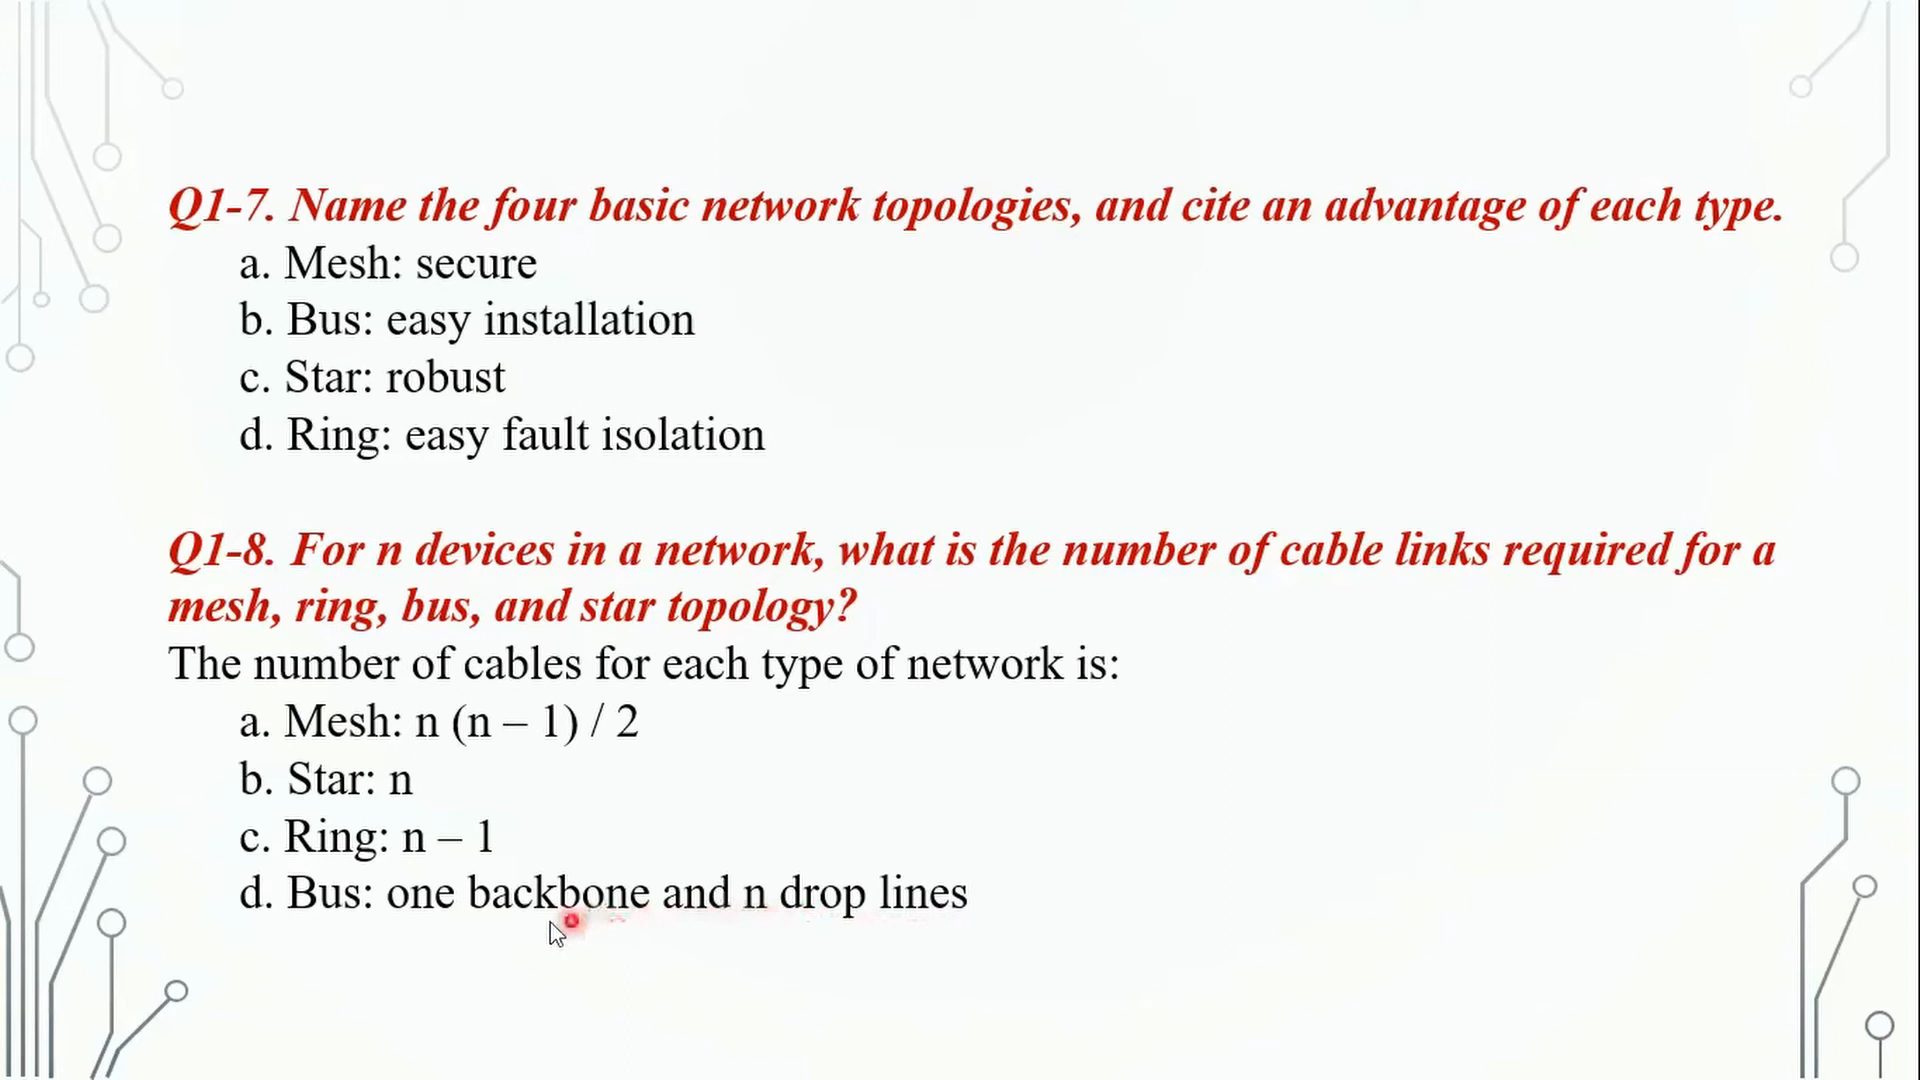 Q1-7. Name the four basic network topologies, and cite an advantage of each type.
a. Mesh: secure
b. Bus: easy installation
c. Star: robust
d. Ring: easy fault isolation
Q1-8. For n devices in a network, what is the number of cable links required for a
mesh, ring, bus, and star topology?
The number of cables for each type of network is:
a. Mesh: n (n – 1) / 2
b. Star: n
c. Ring: n – 1
d. Bus: one backbone and n drop lines